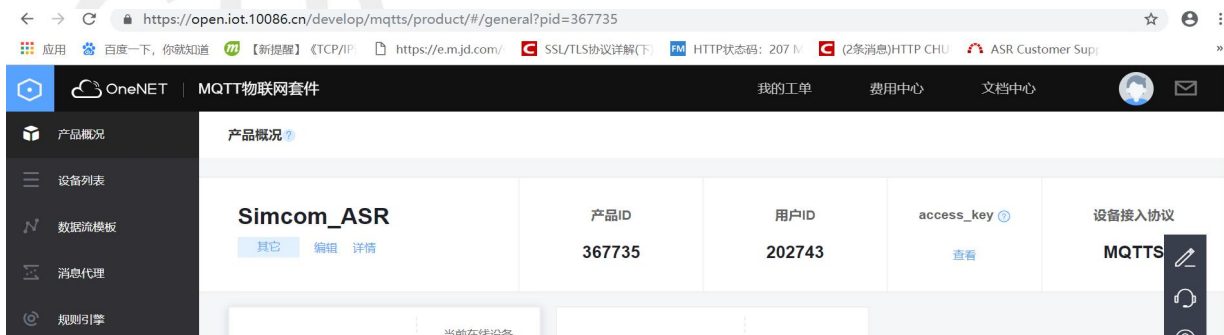 https://open.iot.10086.cn/develop/mqtts/product/#/general?pid=367735
应用 百度一下，你就知道 【新提醒】《TCP/IP https://e.m.jd.com/ SSL/TLS协议详解(下) HTTP状态码：207 M (2条消息)HTTP CHU ASR Customer Sup »
OneNET | MQTT物联网套件 我的工单 费用中心 文档中心
产品概况 产品概况
设备列表
Simcom_ASR 产品ID 用户ID access_key 设备接入协议
数据流模板
其它 编辑 详情 367735 202743 查看 MQTTS
消息代理
规则引擎
当前在线设备